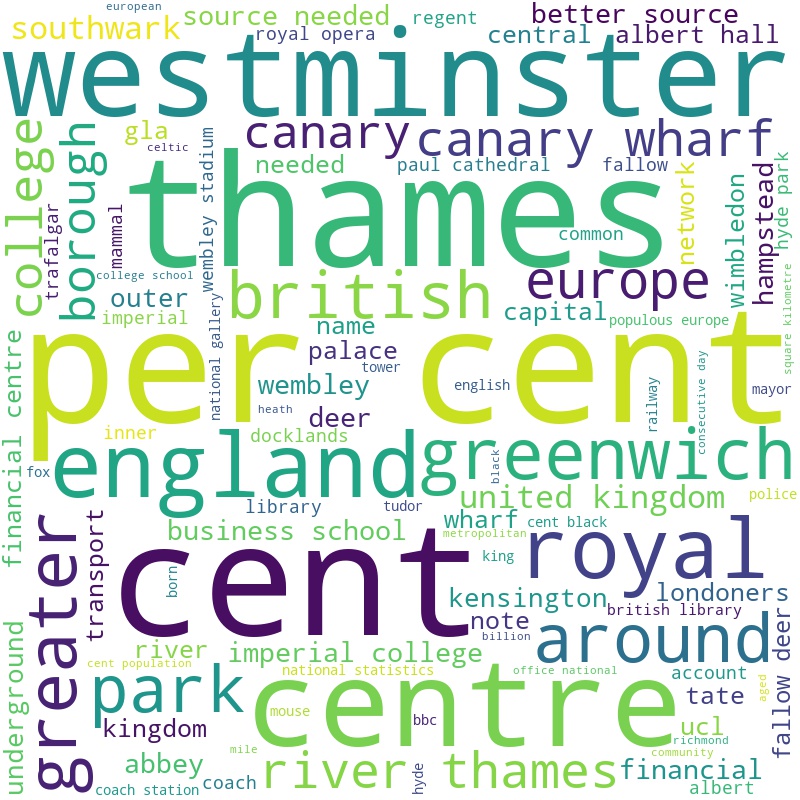 european
southwark
source needed
regent
better source
royal opera
central
albert hall
westminster
college
borough
gla
celtic
canary
canary wharf
needed
paul cathedral
fallow
network
hampstead
hyde park
trafalgar
mammal
wembley stadium
thames
common
wimbledon
college school
outer
imperial
british
europe
capital
populous europe
square kilometre
national gallery
name
palace
tower
per cent
wembley
english
railway
consecutive day
mayor
financial centre
heath
deer
inner
docklands
fox
england
black
greenwich
library
tudor
united kingdom
police
greater
transport
business school
wharf
cent black
metropolitan
cent
king
royal
born
kensington
londoners
note
british library
billion
around
fallow deer
underground
river
imperial college
cent population
national statistics
office national
account
park
centre
aged
tate
mouse
kingdom
bbc
ucl
richmond
mile
community
abbey
river thames
financial
coach station
coach
hyde
albert